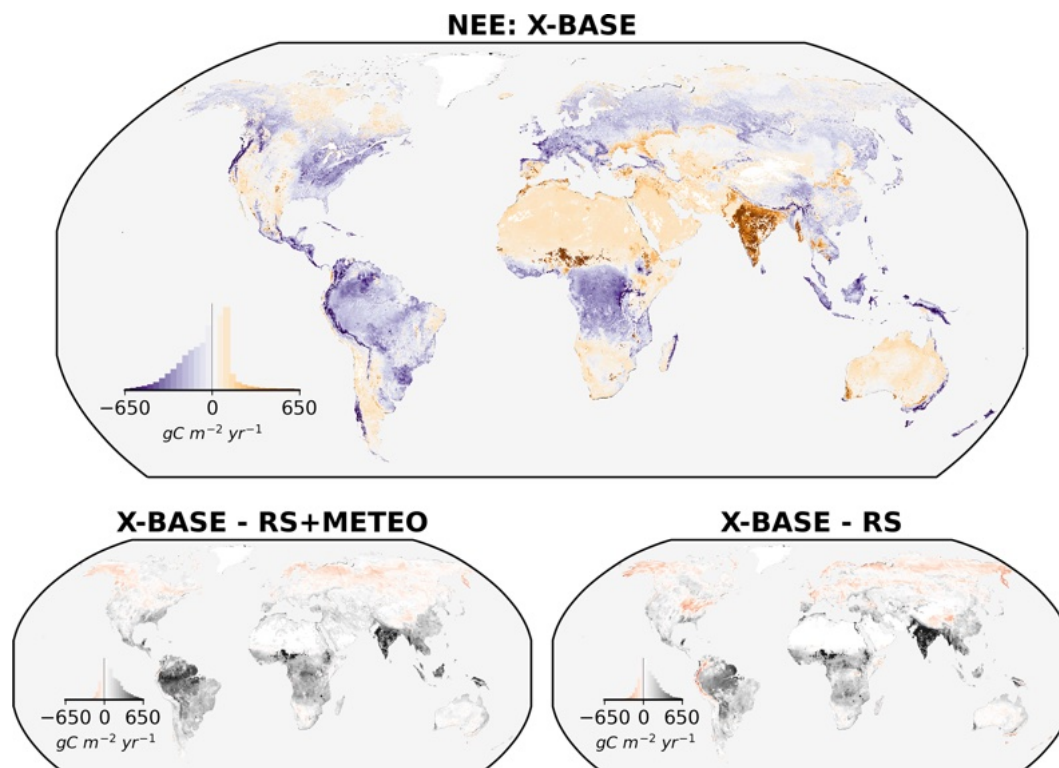 NEE: X-BASE
−650 0 650
gC m⁻² yr⁻¹
X-BASE - RS+METEO
−650 0 650
gC m⁻² yr⁻¹
X-BASE - RS
−650 0 650
gC m⁻² yr⁻¹